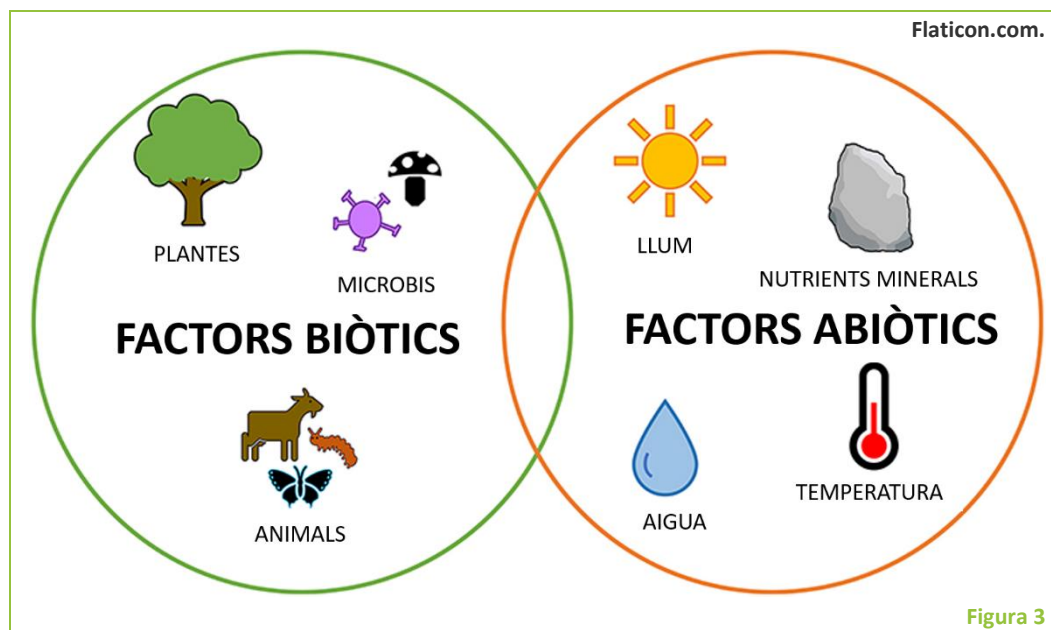 Flaticon.com.
PLANTES
MICROBIS
FACTORS BIÒTICS
ANIMALS
LLUM
NUTRIENTS MINERALS
FACTORS ABIÒTICS
AIGUA
TEMPERATURA
Figura 3